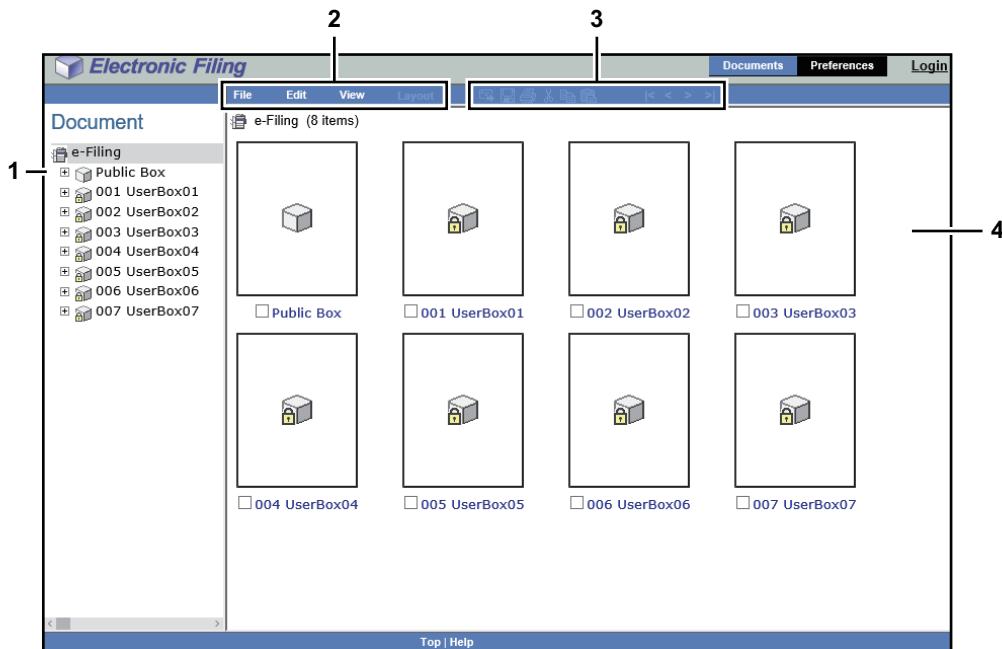 2 3
Electronic Filing Documents Preferences Login
File Edit View Layout |< < > >|
Document
e-Filing (8 items)
e-Filing
1
Public Box
001 UserBox01
002 UserBox02
003 UserBox03
004 UserBox04
005 UserBox05
006 UserBox06
007 UserBox07
4
Public Box 001 UserBox01 002 UserBox02 003 UserBox03
004 UserBox04 005 UserBox05 006 UserBox06 007 UserBox07
Top | Help